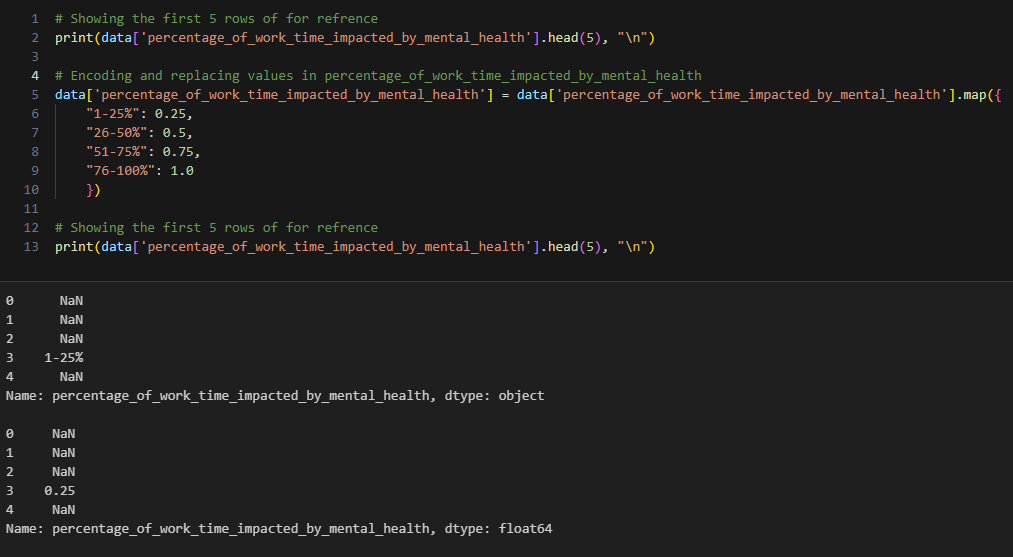 1 # Showing the first 5 rows of for refrence
2 print(data['percentage_of_work_time_impacted_by_mental_health'].head(5), "\n")
3
4 # Encoding and replacing values in percentage_of_work_time_impacted_by_mental_health
5 data['percentage_of_work_time_impacted_by_mental_health'] = data['percentage_of_work_time_impacted_by_mental_health'].map({
6     "1-25%": 0.25,
7     "26-50%": 0.5,
8     "51-75%": 0.75,
9     "76-100%": 1.0
10     })
11
12 # Showing the first 5 rows of for refrence
13 print(data['percentage_of_work_time_impacted_by_mental_health'].head(5), "\n")
0      NaN
1      NaN
2      NaN
3    1-25%
4      NaN
Name: percentage_of_work_time_impacted_by_mental_health, dtype: object
0     NaN
1     NaN
2     NaN
3    0.25
4     NaN
Name: percentage_of_work_time_impacted_by_mental_health, dtype: float64